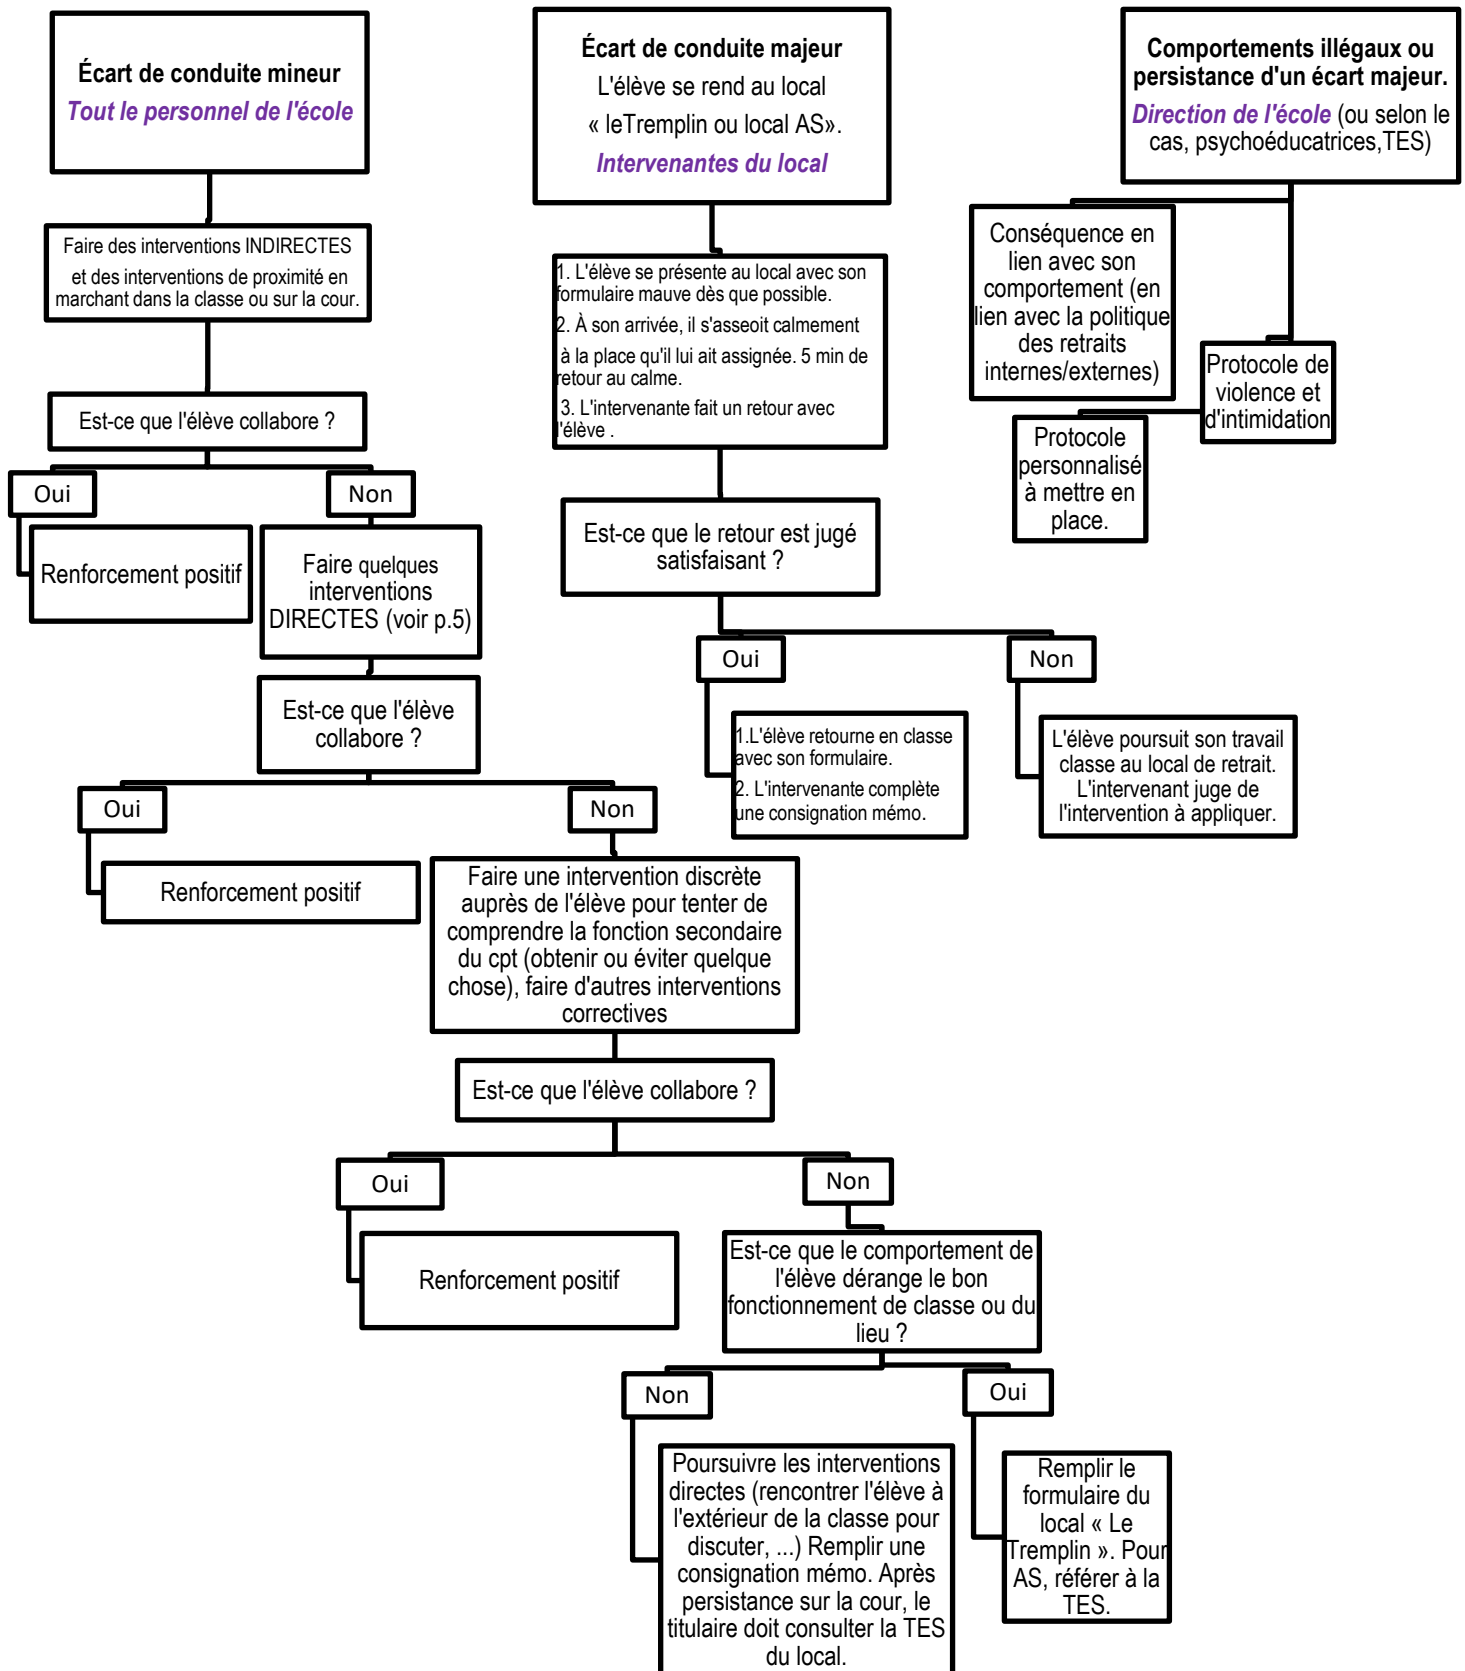 Écart de conduite mineur
Tout le personnel de l'école
Faire des interventions INDIRECTES
et des interventions de proximité en
marchant dans la classe ou sur la cour.
Est-ce que l'élève collabore ?
Oui
Renforcement positif
Non
Faire quelques
interventions
DIRECTES (voir p.5)
Est-ce que l'élève
collabore ?
Oui
Renforcement positif
Non
Faire une intervention discrète
auprès de l'élève pour tenter de
comprendre la fonction secondaire
du cpt (obtenir ou éviter quelque
chose), faire d'autres interventions
correctives
Est-ce que l'élève collabore ?
Oui
Renforcement positif
Non
Est-ce que le comportement de
l'élève dérange le bon
fonctionnement de classe ou du
lieu ?
Non
Poursuivre les interventions
directes (rencontrer l'élève à
l'extérieur de la classe pour
discuter, ...) Remplir une
consignation mémo. Après
persistance sur la cour, le
titulaire doit consulter la TES
du local.
Oui
Remplir le
formulaire du
local « Le
Tremplin ». Pour
AS, référer à la
TES.
Écart de conduite majeur
L'élève se rend au local
« leTremplin ou local AS».
Intervenantes du local
1. L'élève se présente au local avec son
formulaire mauve dès que possible.
2. À son arrivée, il s'asseoit calmement
à la place qu'il lui ait assignée. 5 min de
retour au calme.
3. L'intervenante fait un retour avec
l'élève .
Est-ce que le retour est jugé
satisfaisant ?
Oui
1.L'élève retourne en classe
avec son formulaire.
2. L'intervenante complète
une consignation mémo.
Non
L'élève poursuit son travail
classe au local de retrait.
L'intervenant juge de
l'intervention à appliquer.
Comportements illégaux ou
persistance d'un écart majeur.
Direction de l'école (ou selon le
cas, psychoéducatrices,TES)
Conséquence en
lien avec son
comportement (en
lien avec la politique
des retraits
internes/externes)
Protocole de
violence et
d'intimidation
Protocole
personnalisé
à mettre en
place.